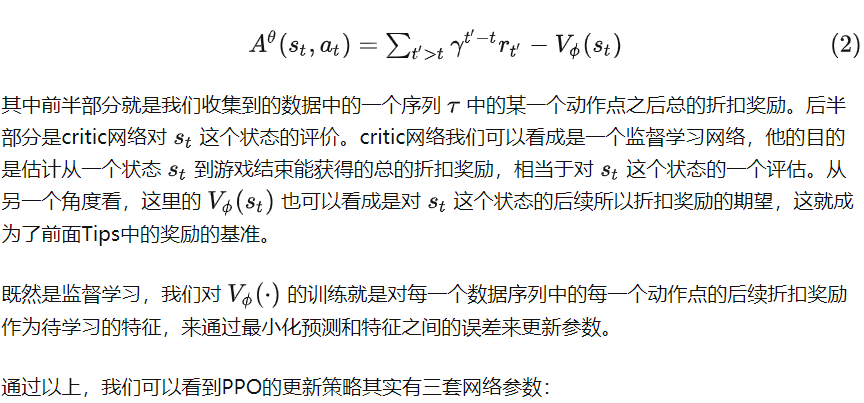 A^θ(s_t, a_t) = ∑_{t'>t} γ^{t'-t} r_{t'} − V_ϕ(s_t) (2)
其中前半部分就是我们收集到的数据中的一个序列 τ 中的某一个动作点之后总的折扣奖励。后半
部分是critic网络对 s_t 这个状态的评价。critic网络我们可以看成是一个监督学习网络，他的目的
是估计从一个状态 s_t 到游戏结束能获得的总的折扣奖励，相当于对 s_t 这个状态的一个评估。从
另一个角度看，这里的 V_ϕ(s_t) 也可以看成是对 s_t 这个状态的后续所以折扣奖励的期望，这就成
为了前面Tips中的奖励的基准。
既然是监督学习，我们对 V_ϕ(·) 的训练就是对每一个数据序列中的每一个动作点的后续折扣奖励
作为待学习的特征，来通过最小化预测和特征之间的误差来更新参数。
通过以上，我们可以看到PPO的更新策略其实有三套网络参数：